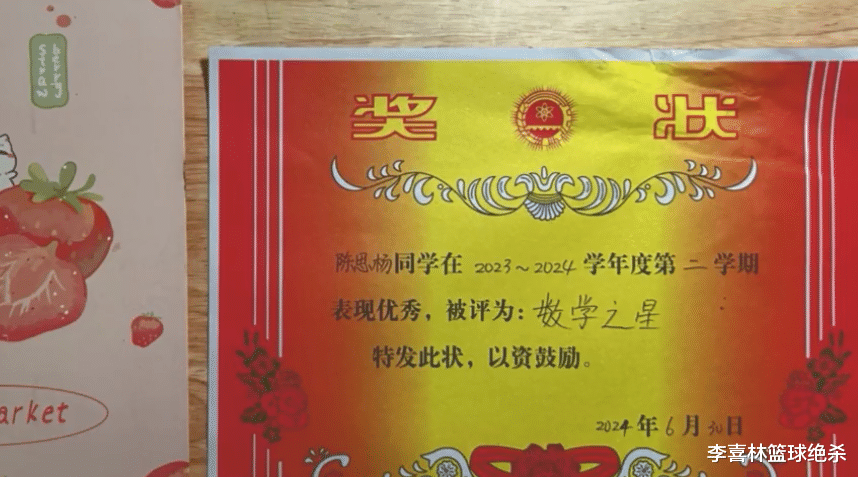 straw
berry
arket
奖 状
陈思杨同学在 2023~2024 学年度第 二 学期
表现优秀，被评为：数学之星
特发此状，以资鼓励。
2024 年 6 月 30 日
李喜林篮球绝杀